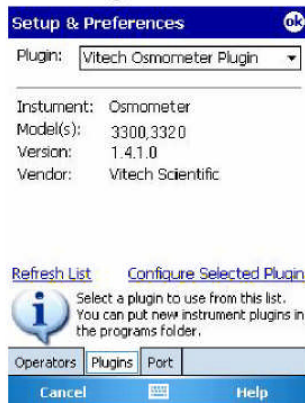 Setup & Preferences ok
Plugin: Vitech Osmometer Plugin
Instument: Osmometer
Model(s): 3300,3320
Version: 1.4.1.0
Vendor: Vitech Scientific
Refresh List Configure Selected Plugin
Select a plugin to use from this list.
You can put new instrument plugins in
the programs folder.
Operators Plugins Port
Cancel Help